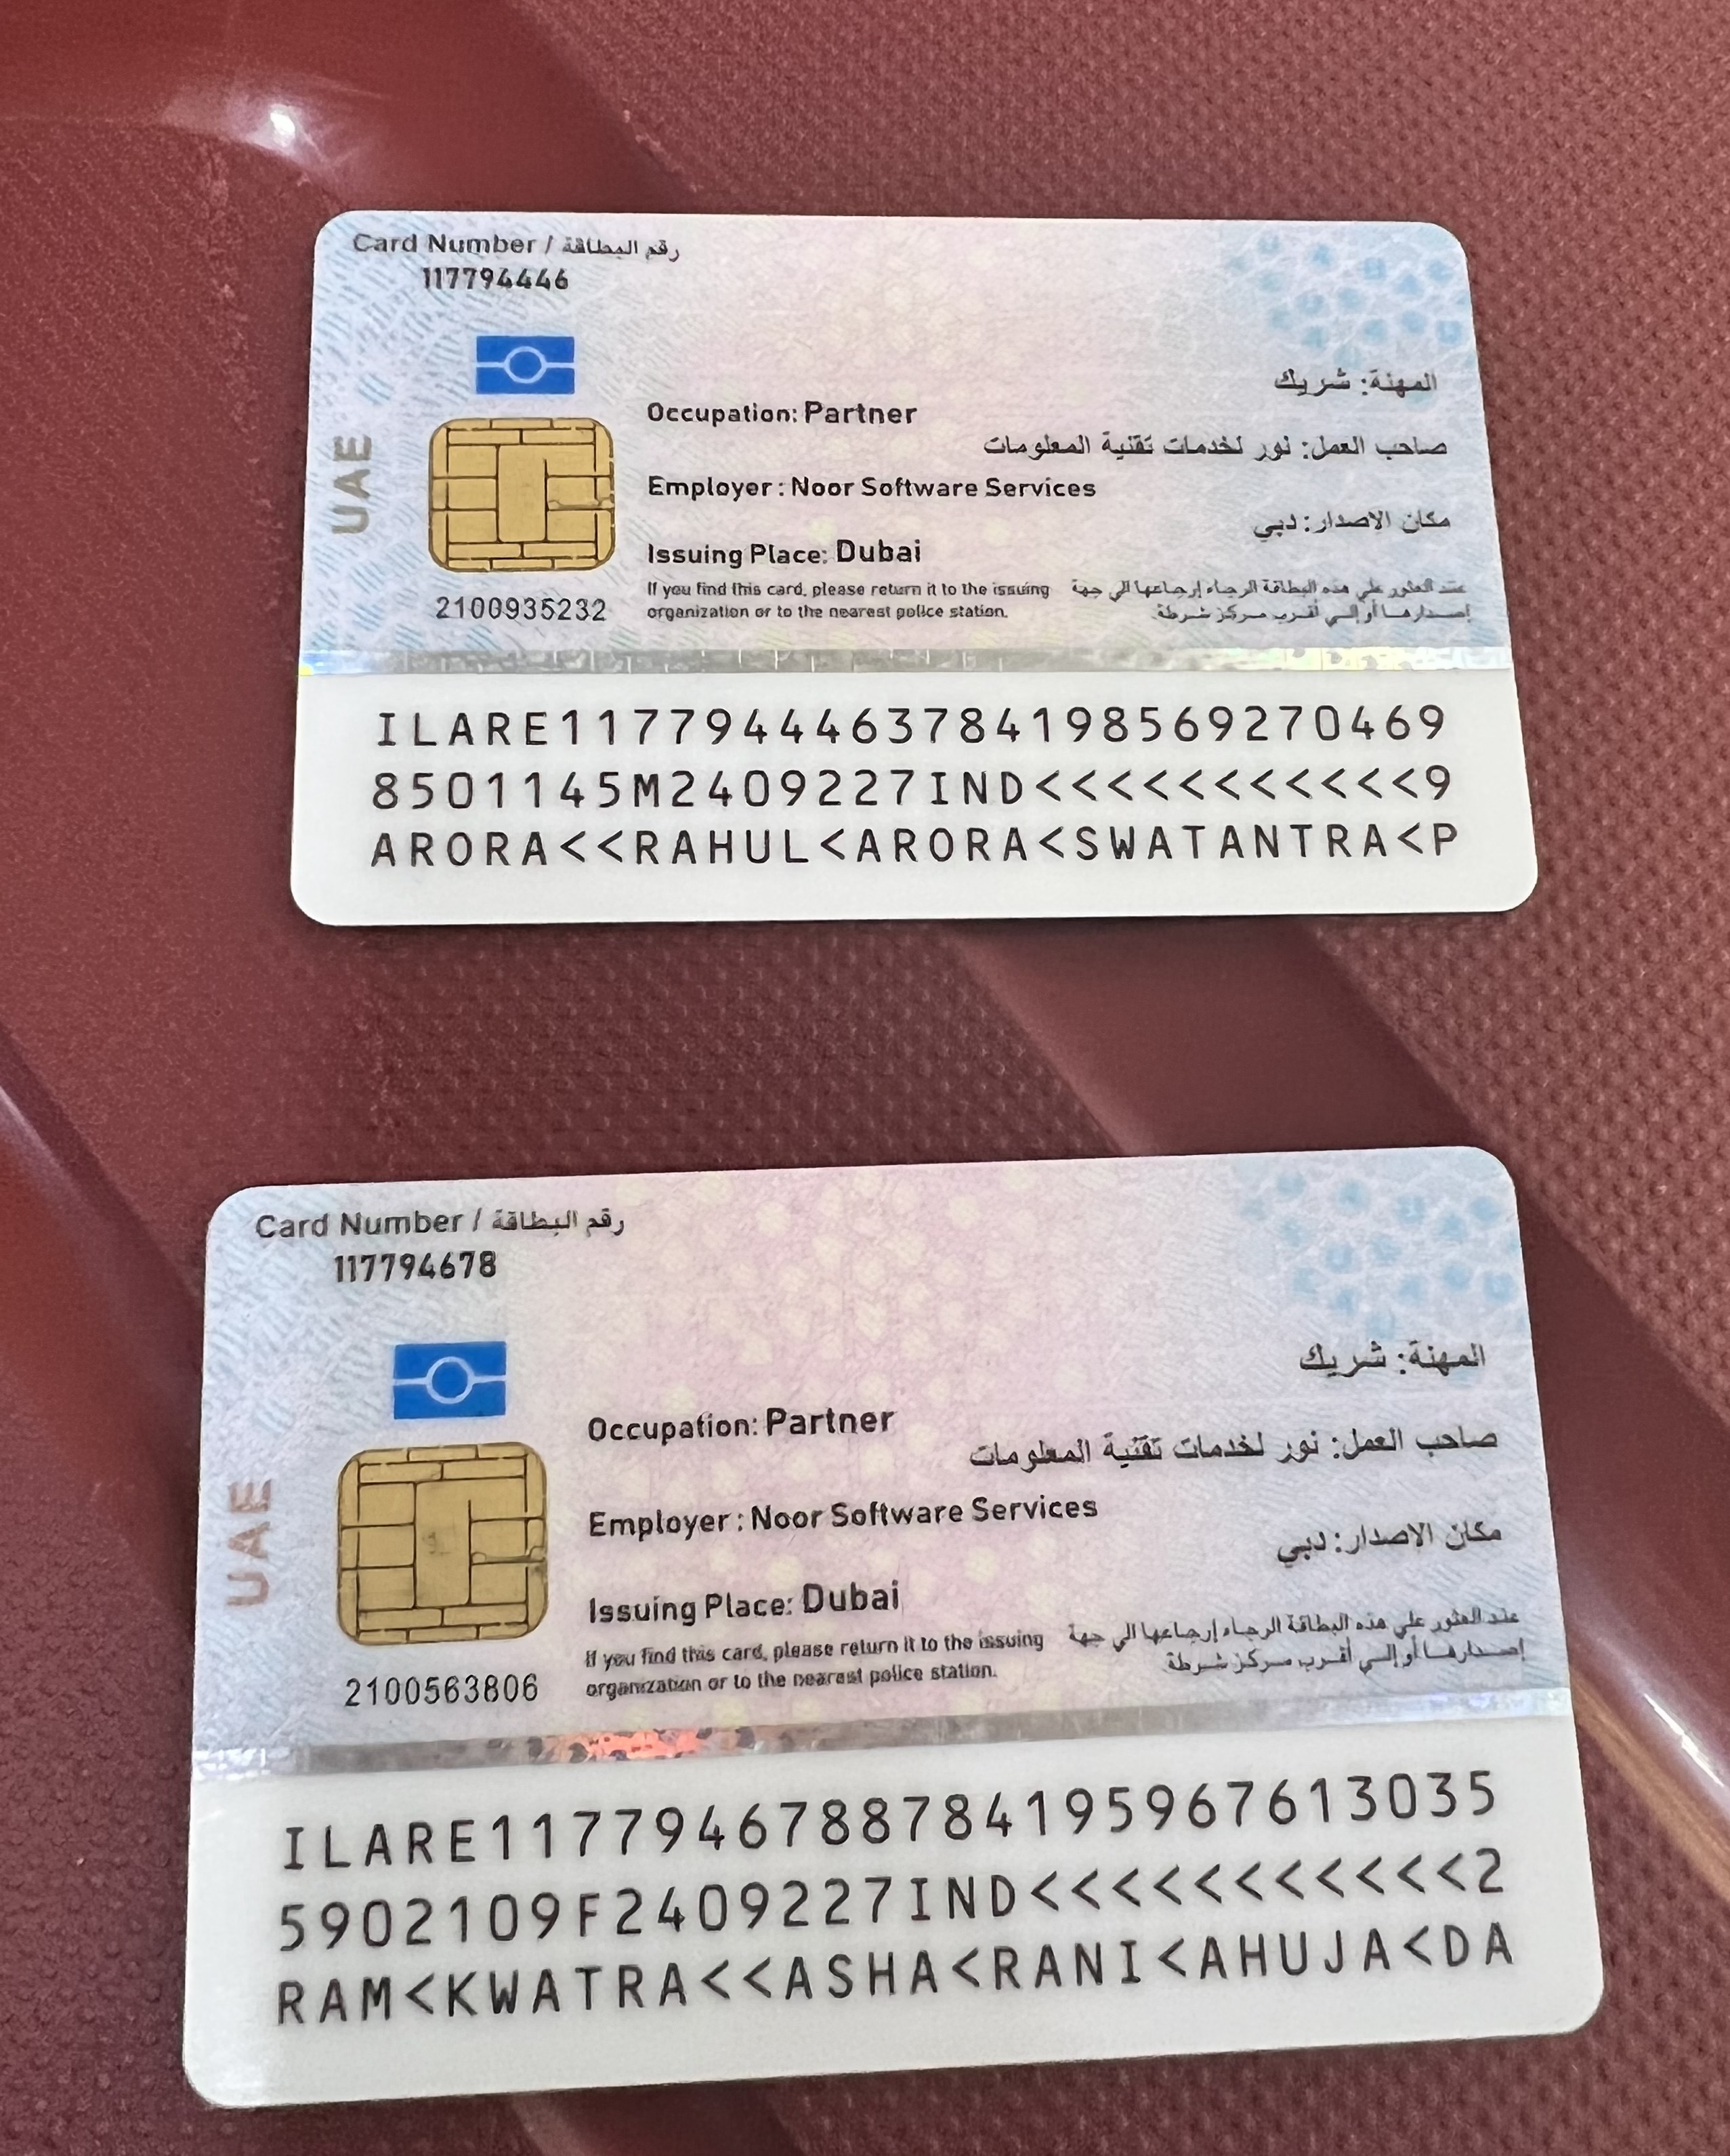 Card Number / رقم البطاقة
117794446
المهنة: شريك
Occupation: Partner
صاحب العمل: نور لخدمات تقنية المعلومات
Employer : Noor Software Services
مكان الاصدار: دبي
Issuing Place: Dubai
UAE
If you find this card, please return it to the issuing
organization or to the nearest police station.
عند العثور علي هذه البطاقة الرجاء إرجاعها الي جهة
إصدارها أو إلي أقرب مركز شرطة.
2100935232
ILARE1177944463784198569270469
8501145M2409227IND<<<<<<<<<<<9
ARORA<<RAHUL<ARORA<SWATANTRA<P
Card Number / رقم البطاقة
117794678
المهنة: شريك
Occupation: Partner
صاحب العمل: نور لخدمات تقنية المعلومات
Employer : Noor Software Services
مكان الاصدار: دبي
Issuing Place: Dubai
UAE
If you find this card, please return it to the issuing
organization or to the nearest police station.
عند العثور علي هذه البطاقة الرجاء إرجاعها الي جهة
إصدارها أو إلي أقرب مركز شرطة.
2100563806
ILARE1177946788784195967613035
5902109F2409227IND<<<<<<<<<<<2
RAM<KWATRA<<ASHA<RANI<AHUJA<DA